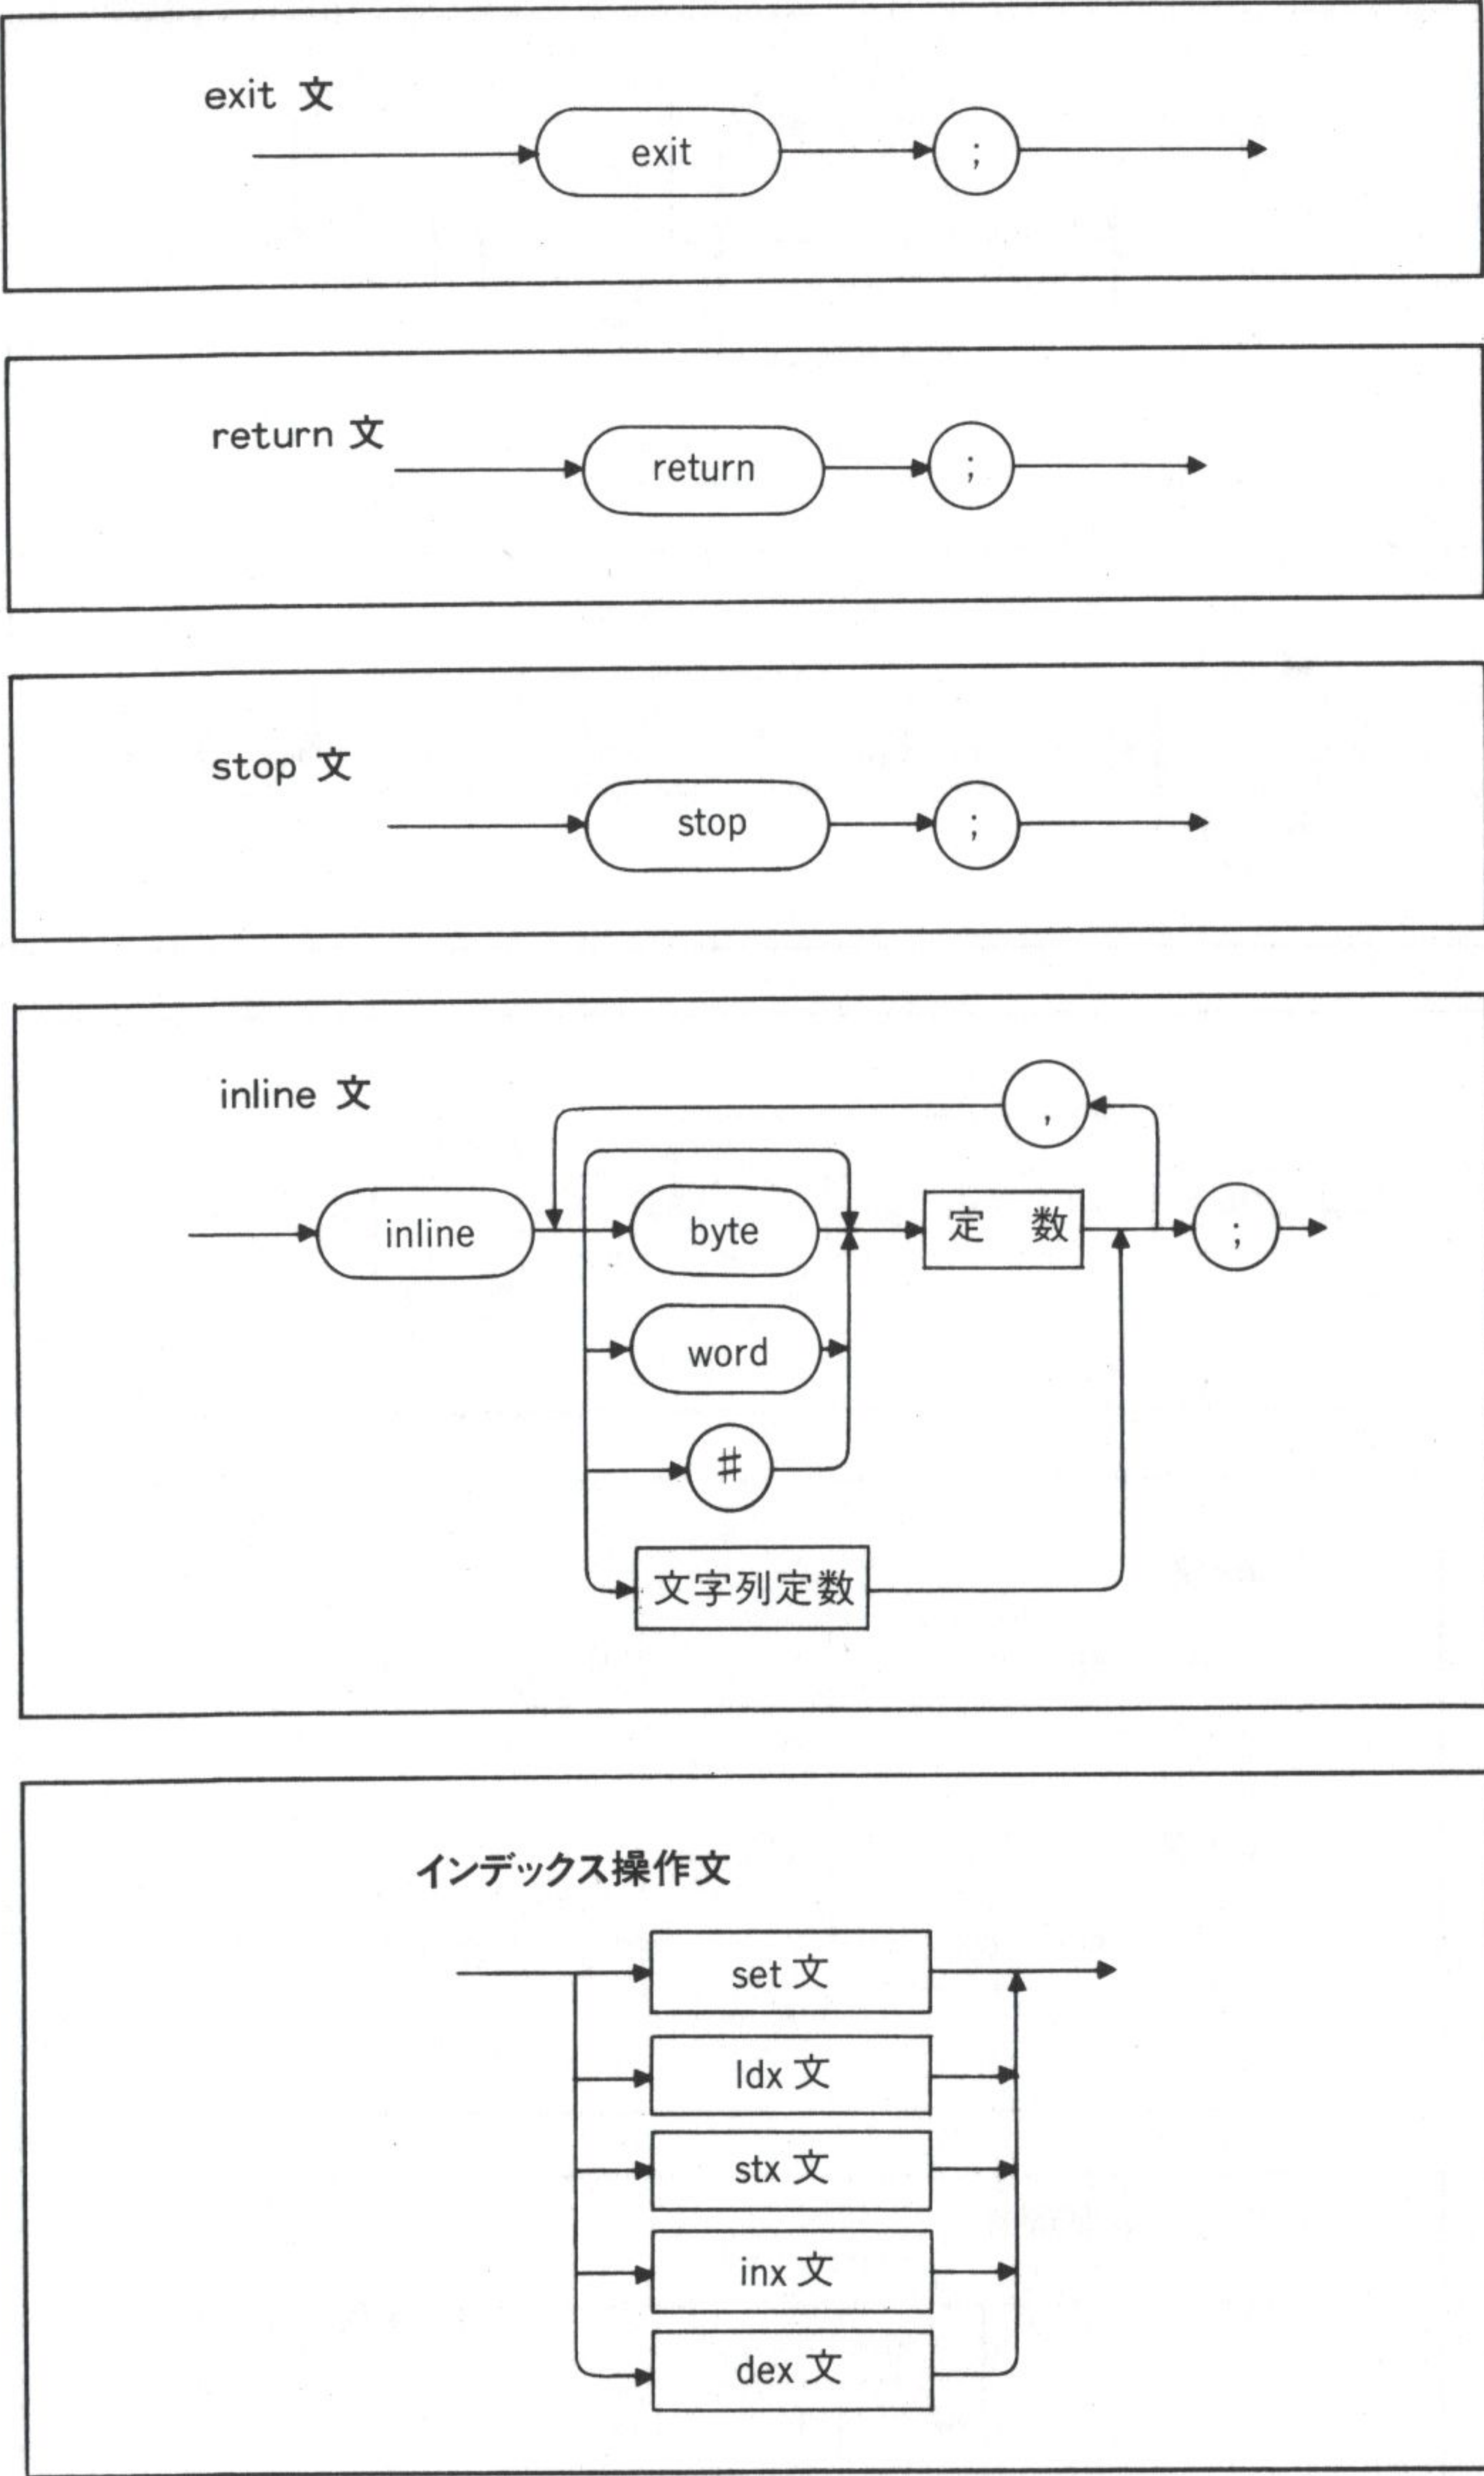 exit 文
exit ;
return 文
return ;
stop 文
stop ;
inline 文
,
inline byte 定 数 ;
word
#
文字列定数
インデックス操作文
set 文
ldx 文
stx 文
inx 文
dex 文